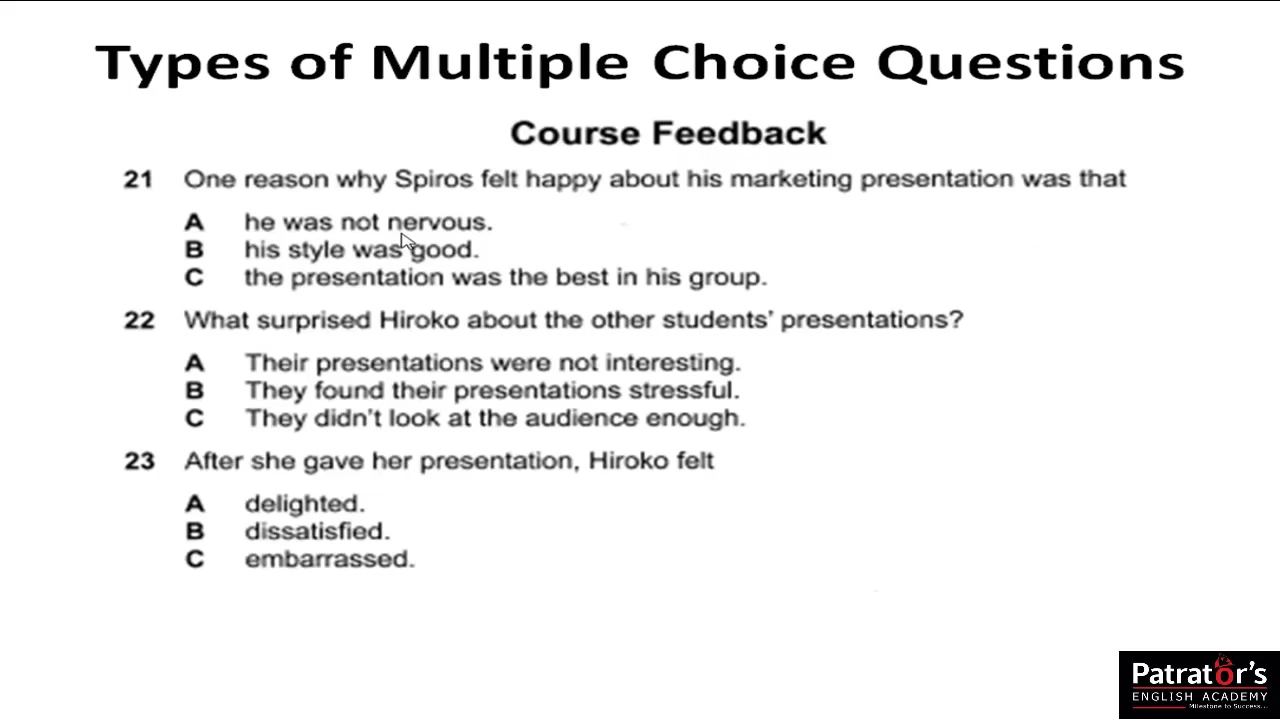 Types of Multiple Choice Questions
Course Feedback
21 One reason why Spiros felt happy about his marketing presentation was that
A he was not nervous.
B his style was good.
C the presentation was the best in his group.
22 What surprised Hiroko about the other students' presentations?
A Their presentations were not interesting.
B They found their presentations stressful.
C They didn't look at the audience enough.
23 After she gave her presentation, Hiroko felt
A delighted.
B dissatisfied.
C embarrassed.
Patrator's
ENGLISH ACADEMY
Milestone to Success...